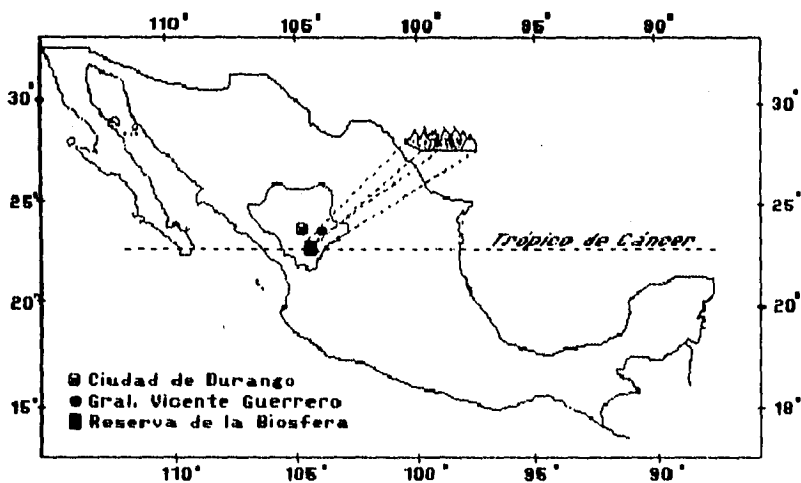 110° 105° 100° 95° 90°
30° 30°
25° 25°
Trópico de Cáncer
20° 20°
Ciudad de Durango
Gral. Vicente Guerrero
Reserva de la Biosfera
15° 18°
110° 105° 100° 95° 90°